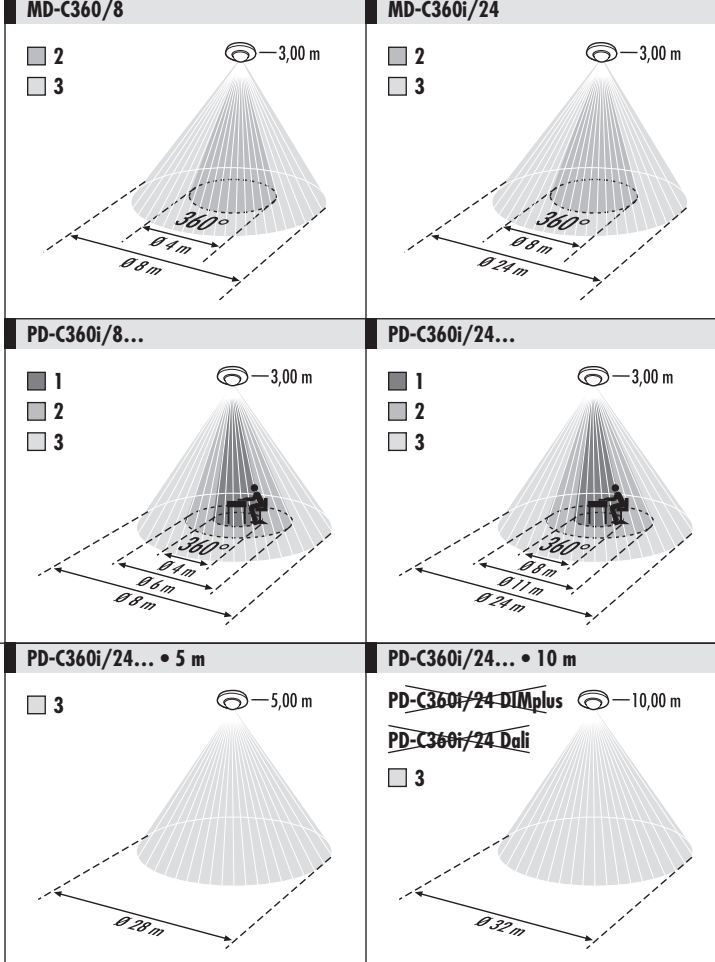 MD-C360/8
2
3
3,00 m
360°
Ø 4 m
Ø 8 m
MD-C360i/24
2
3
3,00 m
360°
Ø 8 m
Ø 24 m
PD-C360i/8...
1
2
3
3,00 m
360°
Ø 4 m
Ø 6 m
Ø 8 m
PD-C360i/24...
1
2
3
3,00 m
360°
Ø 8 m
Ø 11 m
Ø 24 m
PD-C360i/24... • 5 m
3
5,00 m
Ø 28 m
PD-C360i/24... • 10 m
PD-C360i/24 DIMplus
PD-C360i/24 Dali
3
10,00 m
Ø 32 m